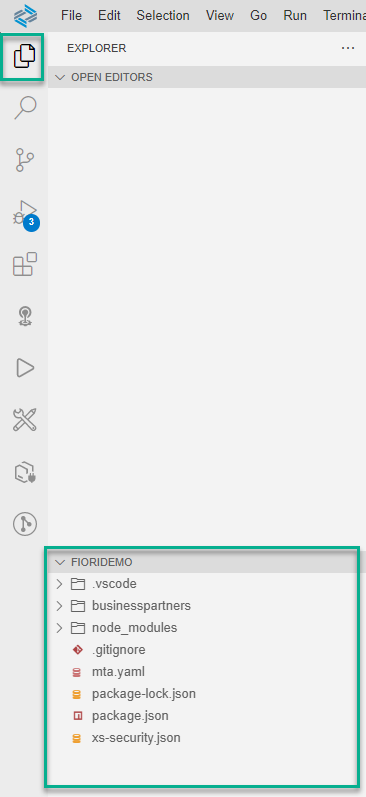 File Edit Selection View Go Run Termina
EXPLORER
OPEN EDITORS
3
FIORIDEMO
.vscode
businesspartners
node_modules
.gitignore
mta.yaml
package-lock.json
package.json
xs-security.json